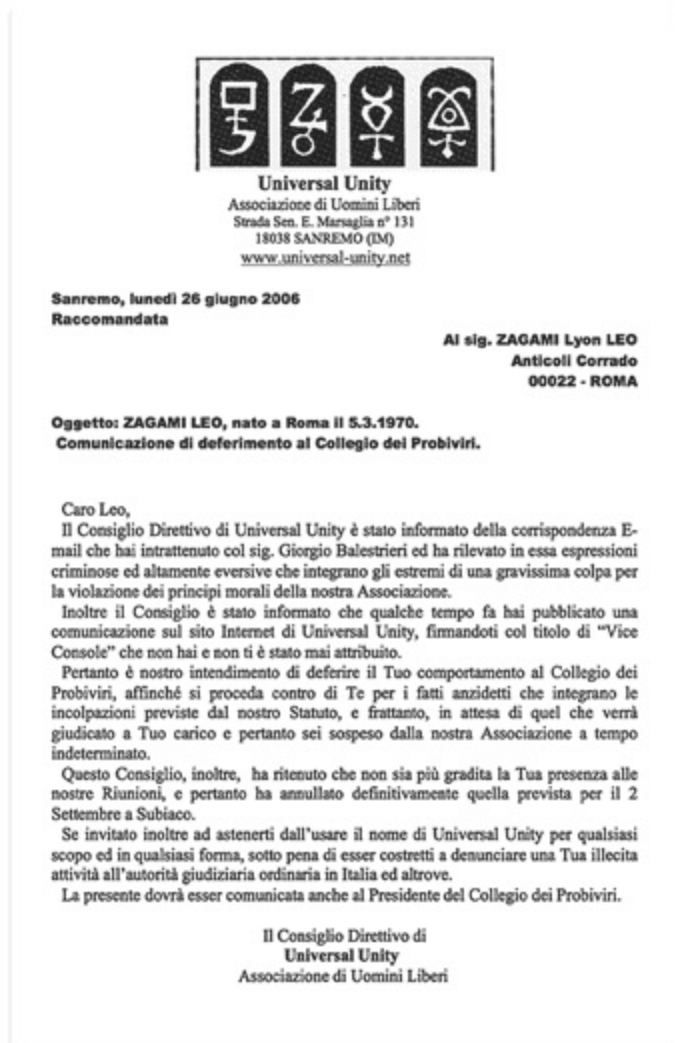 Universal Unity
Associazione di Uomini Liberi
Strada Sen. E. Marsaglia n° 131
18038 SANREMO (IM)
www.universal-unity.net
Sanremo, lunedì 26 giugno 2006
Raccomandata
Al sig. ZAGAMI Lyon LEO
Anticoli Corrado
00022 - ROMA
Oggetto: ZAGAMI LEO, nato a Roma il 5.3.1970.
Comunicazione di deferimento al Collegio dei Probiviri.
Caro Leo,
Il Consiglio Direttivo di Universal Unity è stato informato della corrispondenza E-
mail che hai intrattenuto col sig. Giorgio Balestrieri ed ha rilevato in essa espressioni
criminose ed altamente eversive che integrano gli estremi di una gravissima colpa per
la violazione dei principi morali della nostra Associazione.
Inoltre il Consiglio è stato informato che qualche tempo fa hai pubblicato una
comunicazione sul sito Internet di Universal Unity, firmandoti col titolo di “Vice
Console” che non hai e non ti è stato mai attribuito.
Pertanto è nostro intendimento di deferire il Tuo comportamento al Collegio dei
Probiviri, affinché si proceda contro di Te per i fatti anzidetti che integrano le
incolpazioni previste dal nostro Statuto, e frattanto, in attesa di quel che verrà
giudicato a Tuo carico e pertanto sei sospeso dalla nostra Associazione a tempo
indeterminato.
Questo Consiglio, inoltre, ha ritenuto che non sia più gradita la Tua presenza alle
nostre Riunioni, e pertanto ha annullato definitivamente quella prevista per il 2
Settembre a Subiaco.
Se invitato inoltre ad astenerti dall’usare il nome di Universal Unity per qualsiasi
scopo ed in qualsiasi forma, sotto pena di esser costretti a denunciare una Tua illecita
attività all’autorità giudiziaria ordinaria in Italia ed altrove.
La presente dovrà esser comunicata anche al Presidente del Collegio dei Probiviri.
Il Consiglio Direttivo di
Universal Unity
Associazione di Uomini Liberi